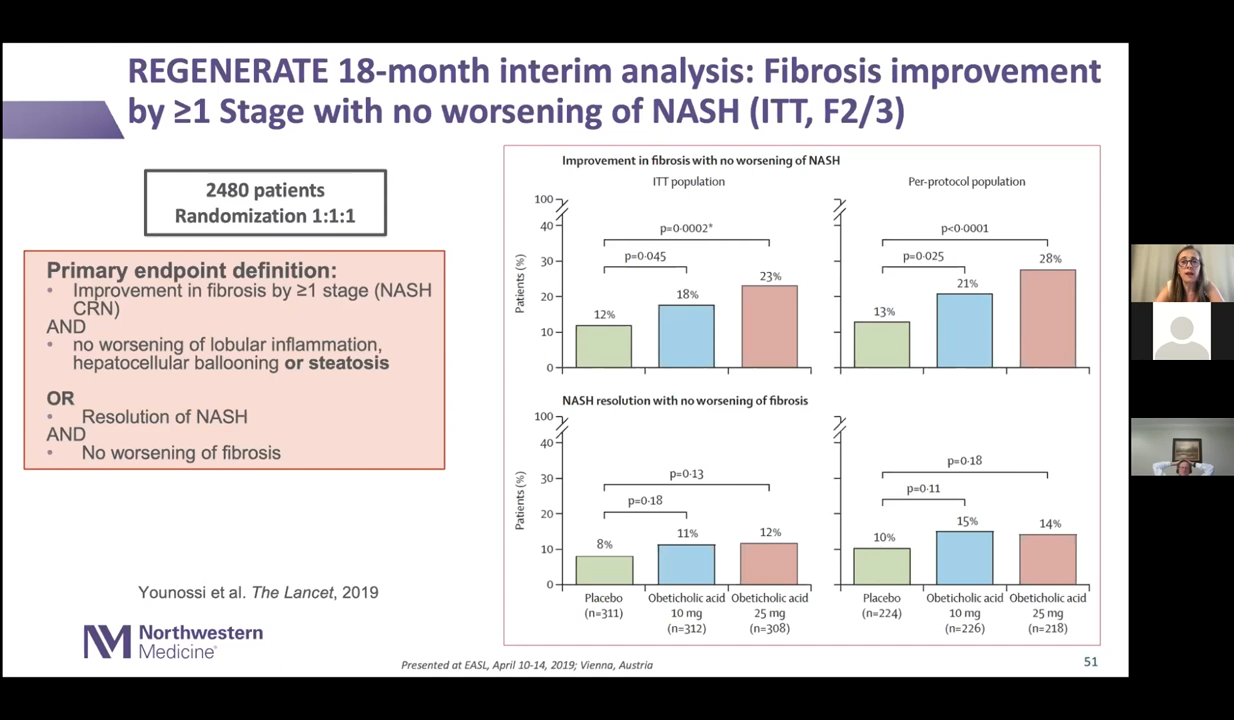 REGENERATE 18-month interim analysis: Fibrosis improvement
by ≥1 Stage with no worsening of NASH (ITT, F2/3)
2480 patients
Randomization 1:1:1
Primary endpoint definition:
• Improvement in fibrosis by ≥1 stage (NASH
CRN)
AND
• no worsening of lobular inflammation,
hepatocellular ballooning or steatosis
OR
• Resolution of NASH
AND
• No worsening of fibrosis
Younossi et al. The Lancet, 2019
Northwestern
Medicine
Improvement in fibrosis with no worsening of NASH
ITT population
Per-protocol population
Patients (%)
100
40
30
20
10
0
p=0·0002*
p=0·045
12%
18%
23%
p<0·0001
p=0·025
13%
21%
28%
NASH resolution with no worsening of fibrosis
Patients (%)
100
40
30
20
10
0
p=0·13
p=0·18
8%
11%
12%
p=0·18
p=0·11
10%
15%
14%
Placebo
(n=311)
Obeticholic acid
10 mg
(n=312)
Obeticholic acid
25 mg
(n=308)
Placebo
(n=224)
Obeticholic acid
10 mg
(n=226)
Obeticholic acid
25 mg
(n=218)
Presented at EASL, April 10-14, 2019; Vienna, Austria
51